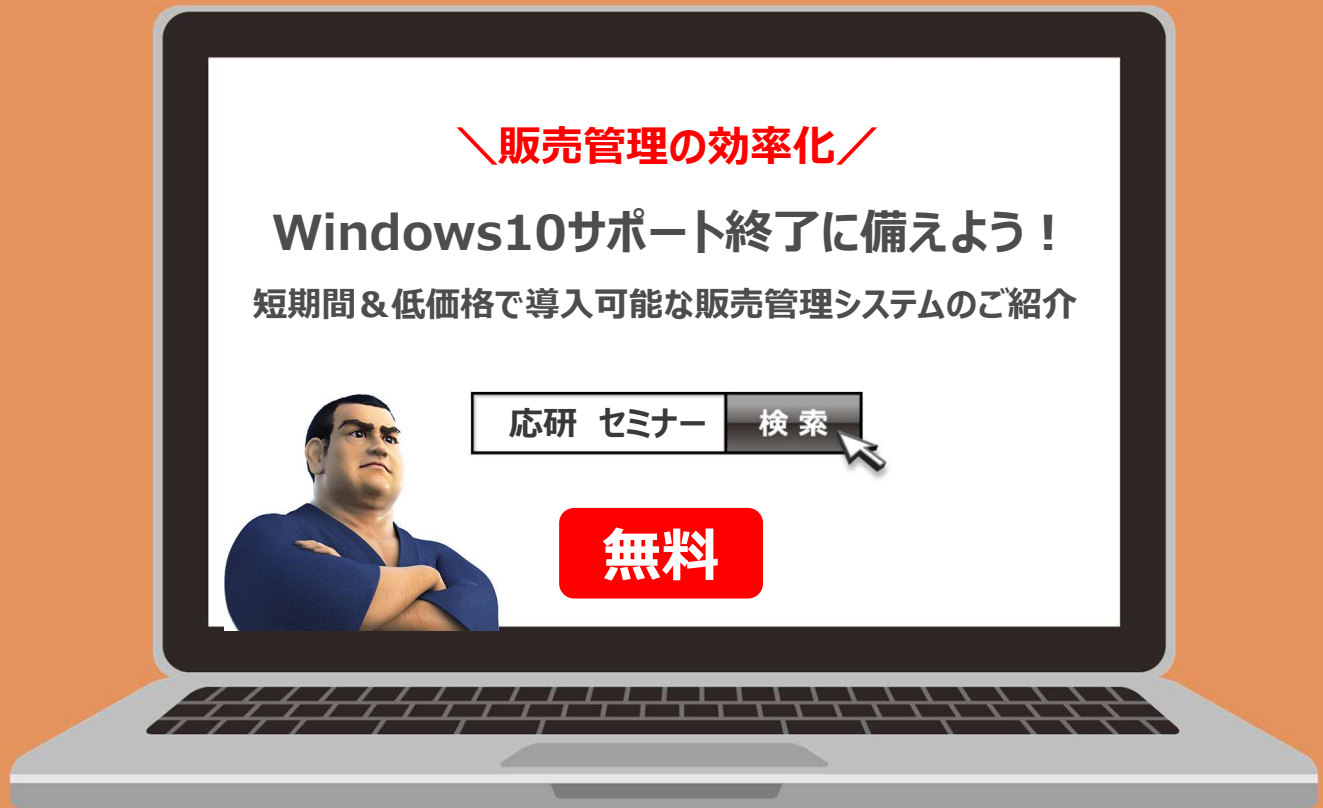 ＼販売管理の効率化／
Windows10サポート終了に備えよう！
短期間＆低価格で導入可能な販売管理システムのご紹介
応研 セミナー 検索
無料